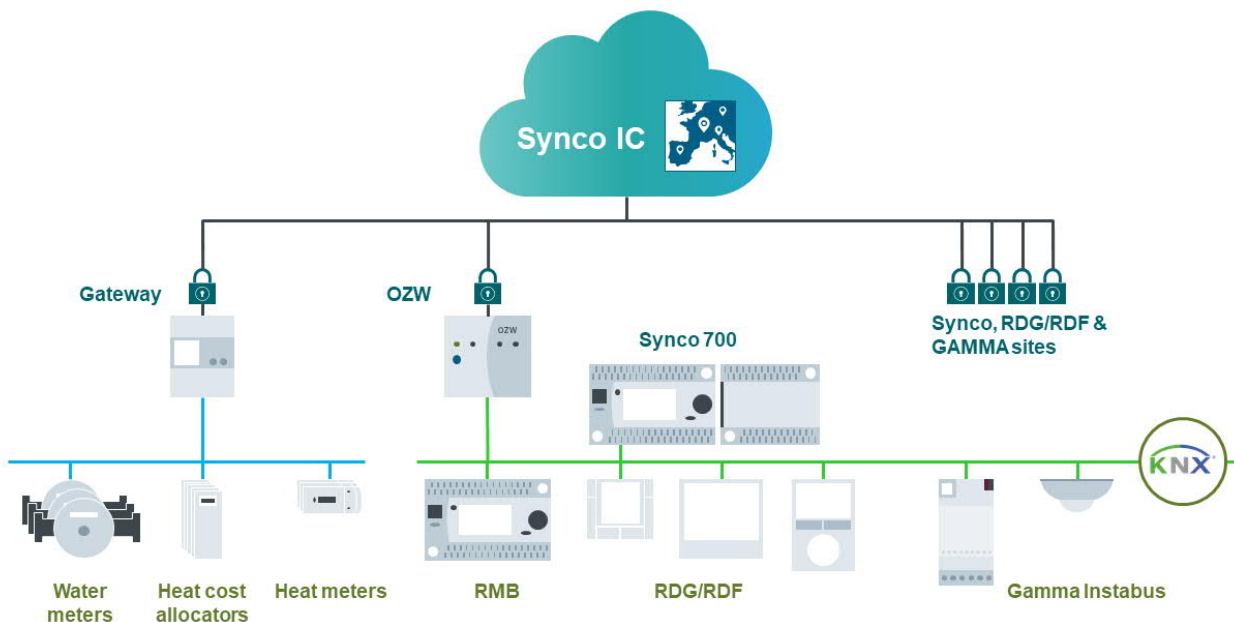 Synco IC
Gateway
OZW
OZW
Synco 700
Synco, RDG/RDF &
GAMMA sites
KNX
Water
meters
Heat cost
allocators
Heat meters
RMB
RDG/RDF
Gamma Instabus